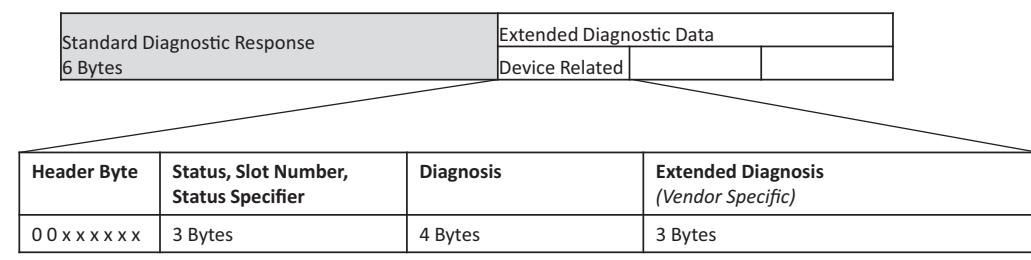 Standard Diagnostic Response
6 Bytes
Extended Diagnostic Data
Device Related
Header Byte
Status, Slot Number,
Status Specifier
Diagnosis
Extended Diagnosis
(Vendor Specific)
0 0 x x x x x x
3 Bytes
4 Bytes
3 Bytes